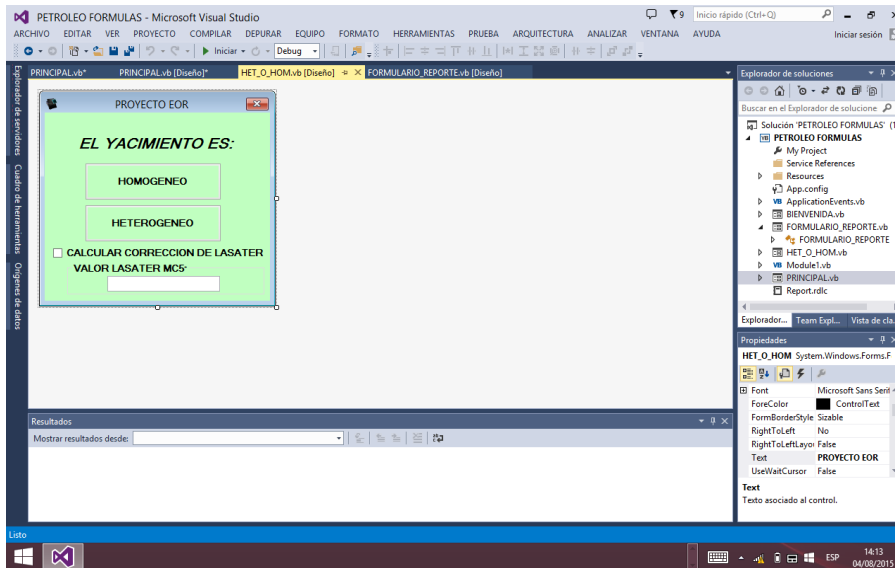 PETROLEO FORMULAS - Microsoft Visual Studio
9
Inicio rápido (Ctrl+Q)
ARCHIVO EDITAR VER PROYECTO COMPILAR DEPURAR EQUIPO FORMATO HERRAMIENTAS PRUEBA ARQUITECTURA ANALIZAR VENTANA AYUDA
Iniciar sesión
Iniciar
Debug
Explorador de servidores
Cuadro de herramientas
Orígenes de datos
PRINCIPAL.vb*
PRINCIPAL.vb [Diseño]*
HET_O_HOM.vb [Diseño]
FORMULARIO_REPORTE.vb [Diseño]
PROYECTO EOR
EL YACIMIENTO ES:
HOMOGENEO
HETEROGENEO
CALCULAR CORRECCION DE LASATER
VALOR LASATER MC5+
Resultados
Mostrar resultados desde:
Explorador de soluciones
Buscar en el Explorador de solucione
Solución 'PETROLEO FORMULAS' (1
PETROLEO FORMULAS
My Project
Service References
Resources
App.config
ApplicationEvents.vb
BIENVENIDA.vb
FORMULARIO_REPORTE.vb
FORMULARIO_REPORTE
HET_O_HOM.vb
Module1.vb
PRINCIPAL.vb
Report.rdlc
Explorador... Team Expl... Vista de cla...
Propiedades
HET_O_HOM System.Windows.Forms.F
Font Microsoft Sans Serif
ForeColor ControlText
FormBorderStyle Sizable
RightToLeft No
RightToLeftLayou False
Text PROYECTO EOR
UseWaitCursor False
Text
Texto asociado al control.
Listo
ESP
14:13
04/08/2015